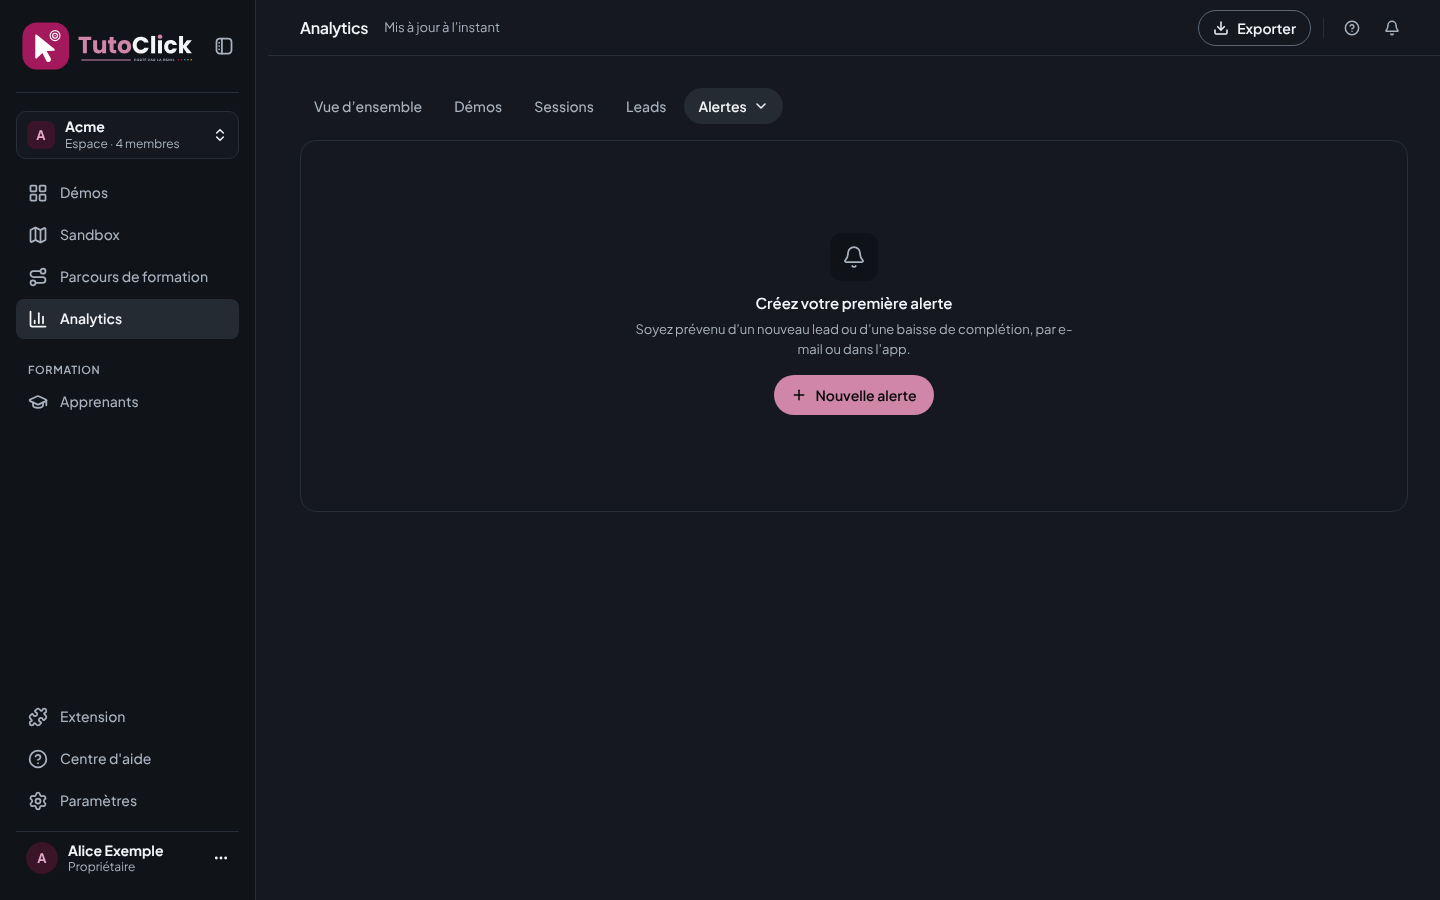 TutoClick
Acme
Espace · 4 membres
Démos
Sandbox
Parcours de formation
Analytics
FORMATION
Apprenants
Extension
Centre d'aide
Paramètres
A
Alice Exemple
Propriétaire
Analytics
Mis à jour à l’instant
Exporter
Vue d’ensemble
Démos
Sessions
Leads
Alertes
Créez votre première alerte
Soyez prévenu d’un nouveau lead ou d’une baisse de complétion, par e-
mail ou dans l’app.
Nouvelle alerte